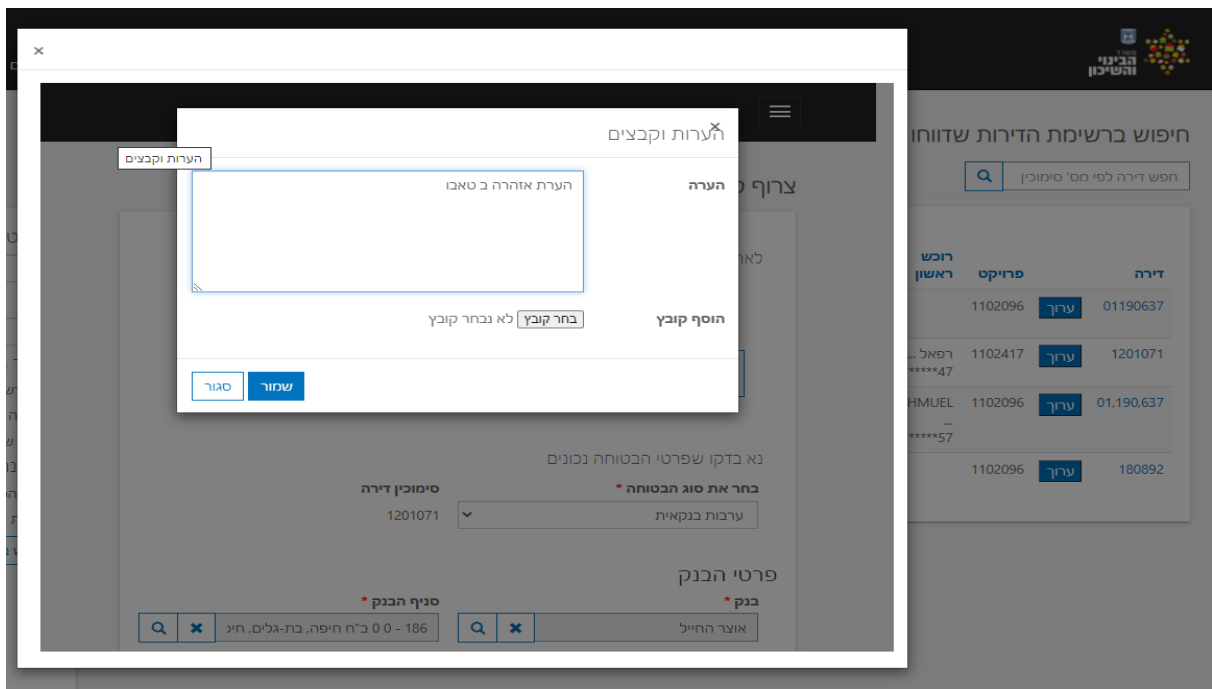 משרד
הבינוי
והשיכון
חיפוש ברשימת הדירות שדווחו
חפש דירה לפי מס' סימוכין
דירה פרויקט רוכש ראשון
01190637 ערוך 1102096
1201071 ערוך 1102417 רפאל ...
*****47
01,190,637 ערוך 1102096 HMUEL
...
*****57
180892 ערוך 1102096
×
הערות וקבצים
×
הערות וקבצים
הערה
הערת אזהרה ב טאבו
הוסף קובץ
בחר קובץ לא נבחר קובץ
שמור סגור
צרוף
לאו
נא בדקו שפרטי הבטוחה נכונים
בחר את סוג הבטוחה * סימוכין דירה
ערבות בנקאית 1201071
פרטי הבנק
בנק * סניף הבנק *
אוצר החייל 186 - 0 0 ב"ח חיפה, בת-גלים, חיפ